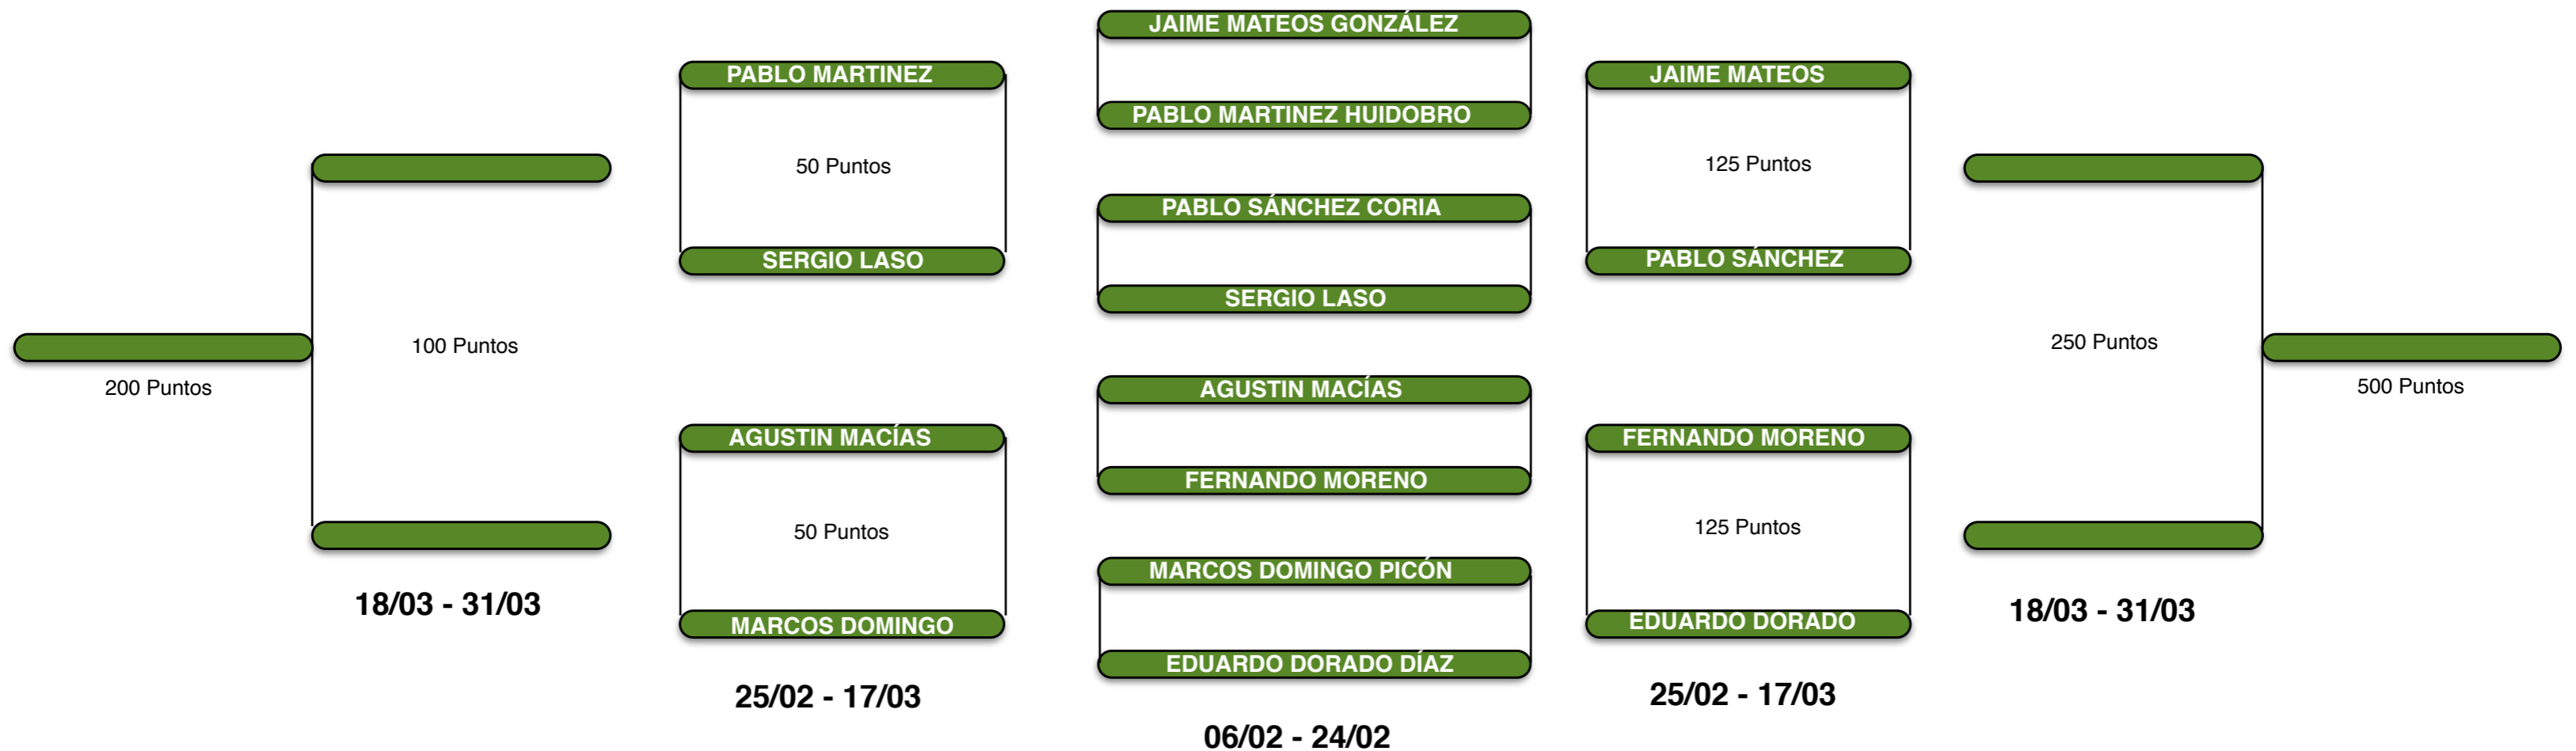 200 Puntos
100 Puntos
18/03 - 31/03
PABLO MARTINEZ
50 Puntos
SERGIO LASO
AGUSTIN MACÍAS
50 Puntos
MARCOS DOMINGO
25/02 - 17/03
JAIME MATEOS GONZÁLEZ
PABLO MARTINEZ HUIDOBRO
PABLO SÁNCHEZ CORIA
SERGIO LASO
AGUSTIN MACÍAS
FERNANDO MORENO
MARCOS DOMINGO PICÓN
EDUARDO DORADO DÍAZ
06/02 - 24/02
JAIME MATEOS
125 Puntos
PABLO SÁNCHEZ
FERNANDO MORENO
125 Puntos
EDUARDO DORADO
25/02 - 17/03
250 Puntos
18/03 - 31/03
500 Puntos